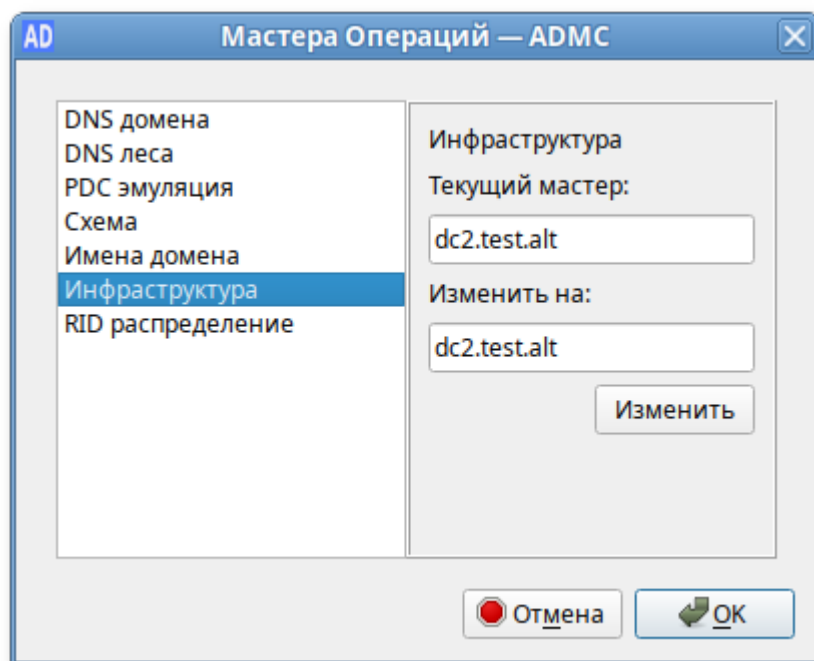 AD Мастера Операций — ADMC
DNS домена
DNS леса
PDC эмуляция
Схема
Имена домена
Инфраструктура
RID распределение
Инфраструктура
Текущий мастер:
dc2.test.alt
Изменить на:
dc2.test.alt
Изменить
Отмена
OK